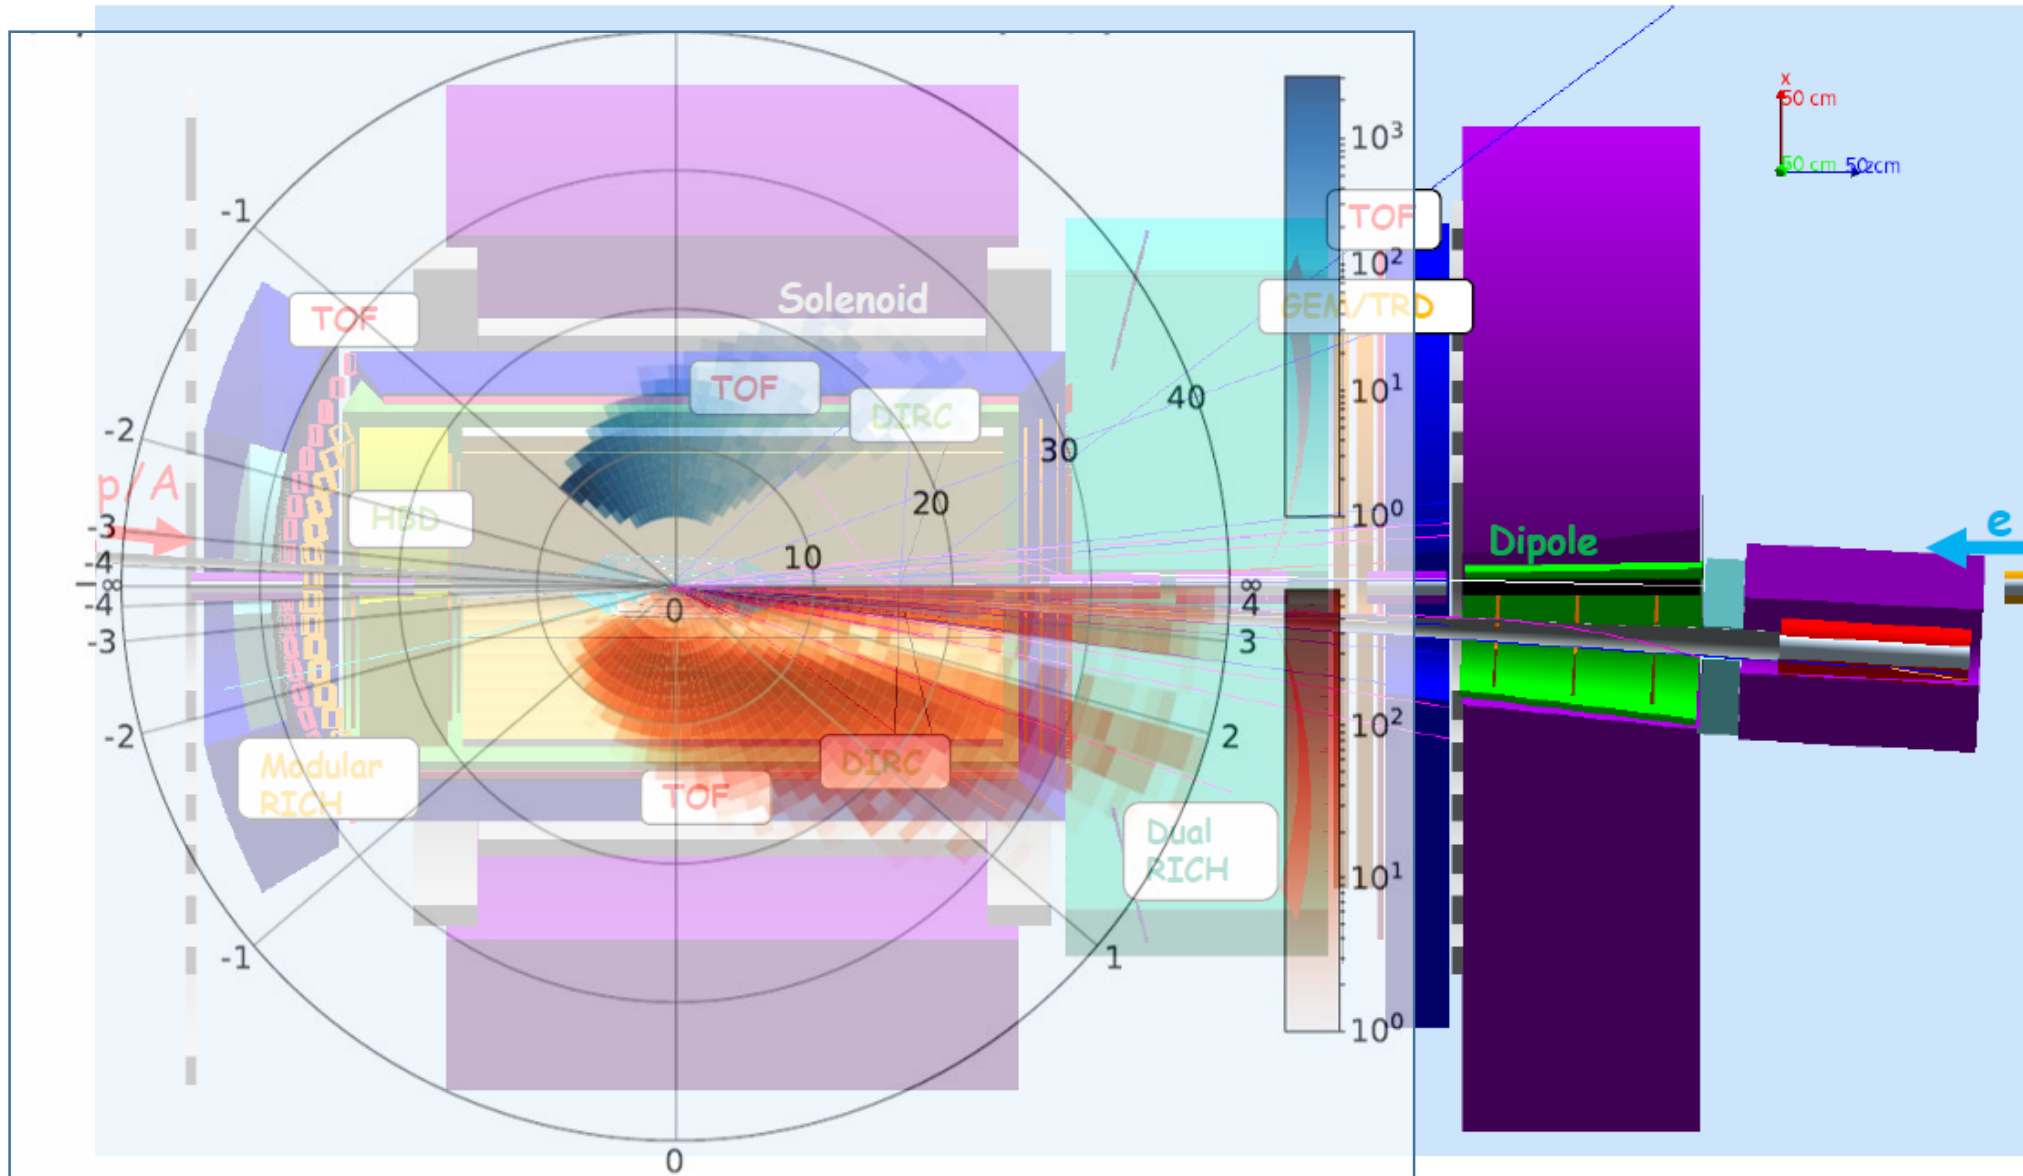 x
50 cm
50 cm 50 cm
10³
-1
TOF
10²
TOF
Solenoid
GEM/TRD
TOF
10¹
40
DIRC
-2
30
p/A
20
HBD
10⁰
-3
e
Dipole
10
-4
−∞
∞
-4
0
4
-3
3
-2
2
10²
DIRC
Modular
RICH
TOF
Dual
RICH
10¹
-1
1
10⁰
0